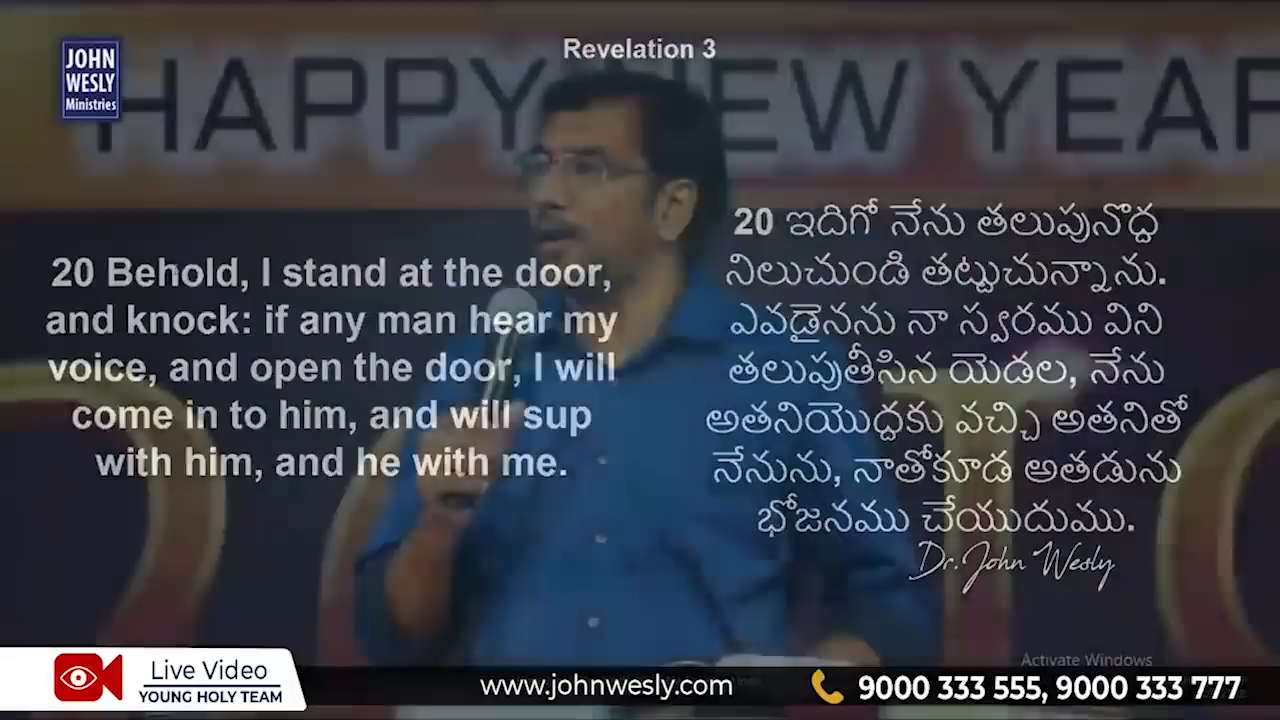 JOHN
WESLY
Ministries
Revelation 3
HAPPY NEW YEAR
20 Behold, I stand at the door,
and knock: if any man hear my
voice, and open the door, I will
come in to him, and will sup
with him, and he with me.
20 ఇదిగో నేను తలుపునొద్ద
నిలుచుండి తట్టుచున్నాను.
ఎవడైనను నా స్వరము విని
తలుపుతీసిన యెడల, నేను
అతనియొద్దకు వచ్చి అతనితో
నేనును, నాతోకూడ అతడును
భోజనము చేయుదుము.
Dr. John Wesly
Activate Windows
Live Video
YOUNG HOLY TEAM
www.johnwesly.com
9000 333 555, 9000 333 777